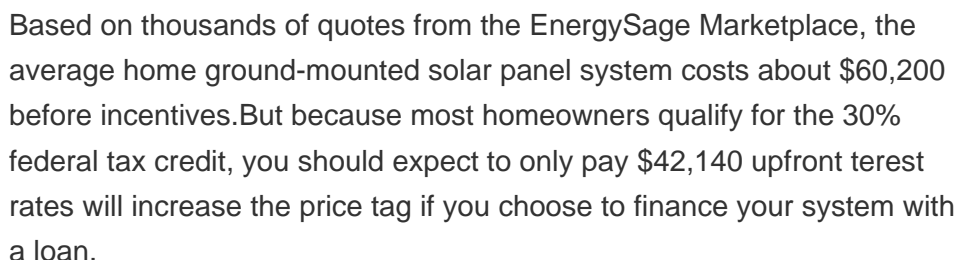 Based on thousands of quotes from the EnergySage Marketplace, the
average home ground-mounted solar panel system costs about $60,200
before incentives.But because most homeowners qualify for the 30%
federal tax credit, you should expect to only pay $42,140 upfront terest
rates will increase the price tag if you choose to finance your system with
a loan.